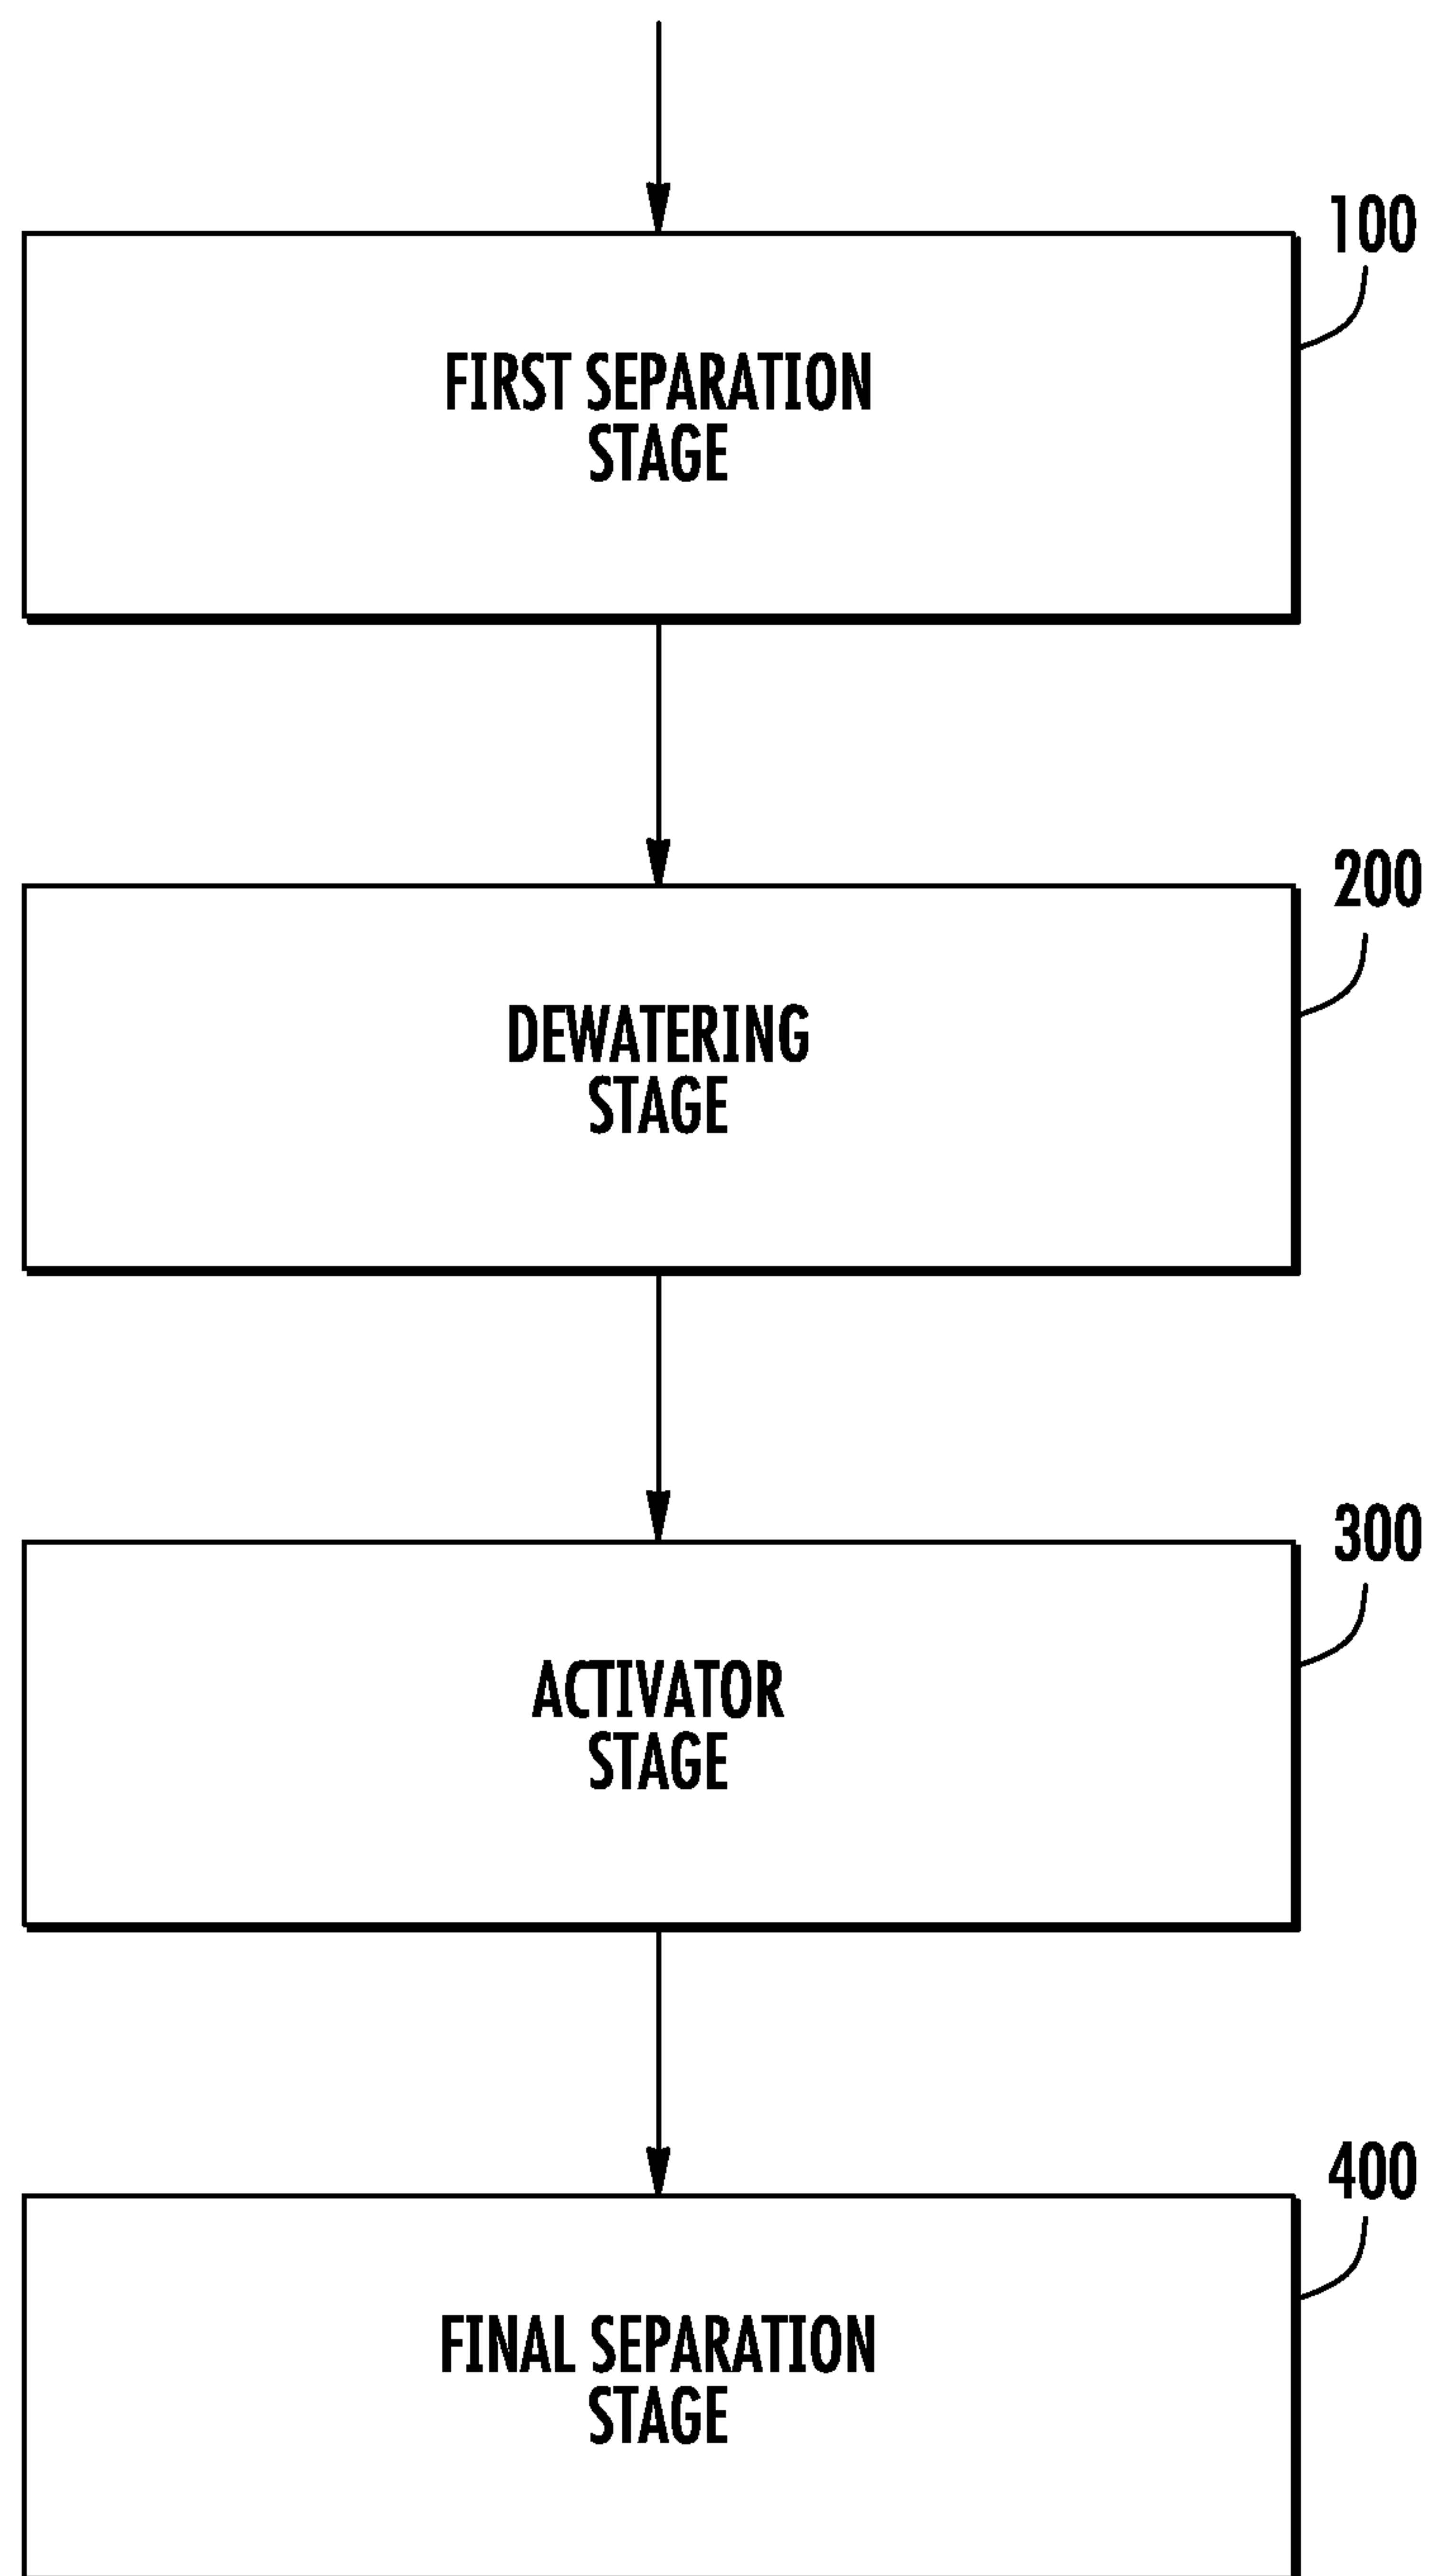 100
FIRST SEPARATION
STAGE
200
DEWATERING
STAGE
300
ACTIVATOR
STAGE
400
FINAL SEPARATION
STAGE